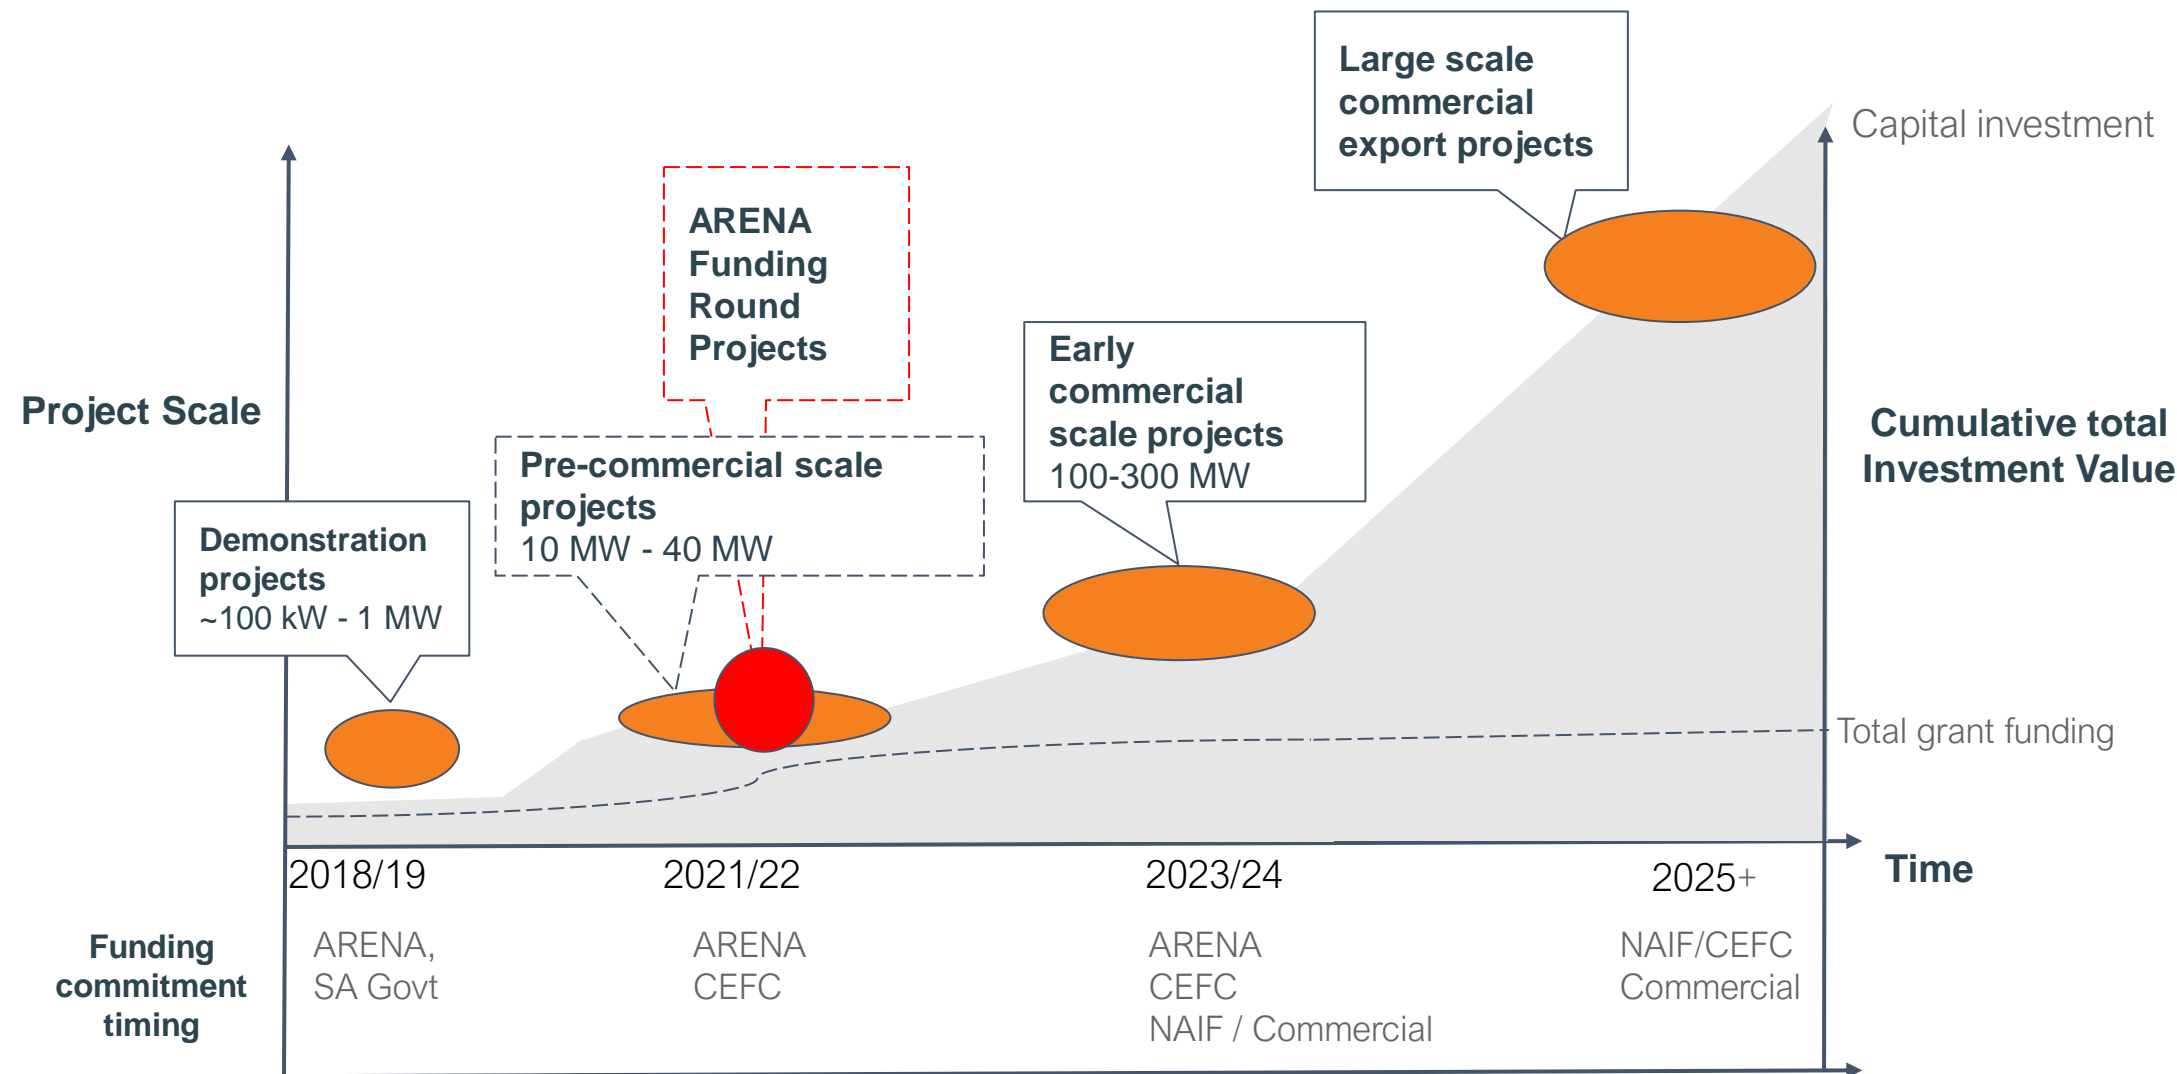 Large scale
commercial
export projects
Capital investment
ARENA
Funding
Round
Projects
Early
commercial
scale projects
100-300 MW
Project Scale
Cumulative total
Investment Value
Pre-commercial scale
projects
10 MW - 40 MW
Demonstration
projects
~100 kW - 1 MW
Total grant funding
2018/19
2021/22
2023/24
2025+
Time
Funding
commitment
timing
ARENA,
SA Govt
ARENA
CEFC
ARENA
CEFC
NAIF / Commercial
NAIF/CEFC
Commercial